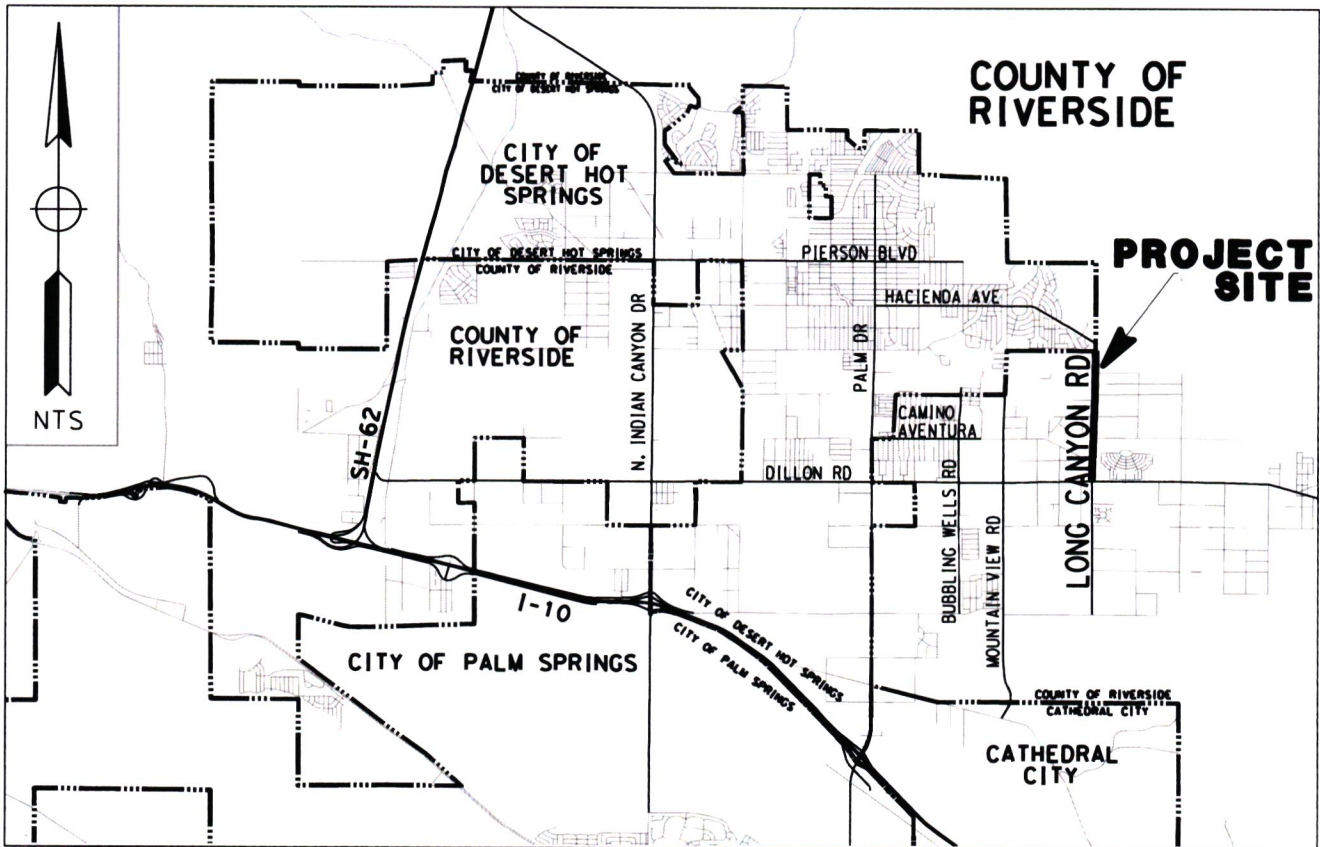 COUNTY OF
RIVERSIDE
COUNTY OF RIVERSIDE
CITY OF DESERT HOT SPRINGS
CITY OF
DESERT HOT
SPRINGS
CITY OF DESERT HOT SPRINGS
COUNTY OF RIVERSIDE
PIERSON BLVD
PROJECT
SITE
HACIENDA AVE
COUNTY OF
RIVERSIDE
N. INDIAN CANYON DR
PALM DR
NTS
SH-62
CAMINO
AVENTURA
LONG CANYON RD
DILLON RD
BUBBLING WELLS RD
MOUNTAIN VIEW RD
I-10
CITY OF DESERT HOT SPRINGS
CITY OF PALM SPRINGS
CITY OF PALM SPRINGS
COUNTY OF RIVERSIDE
CATHEDRAL CITY
CATHEDRAL
CITY